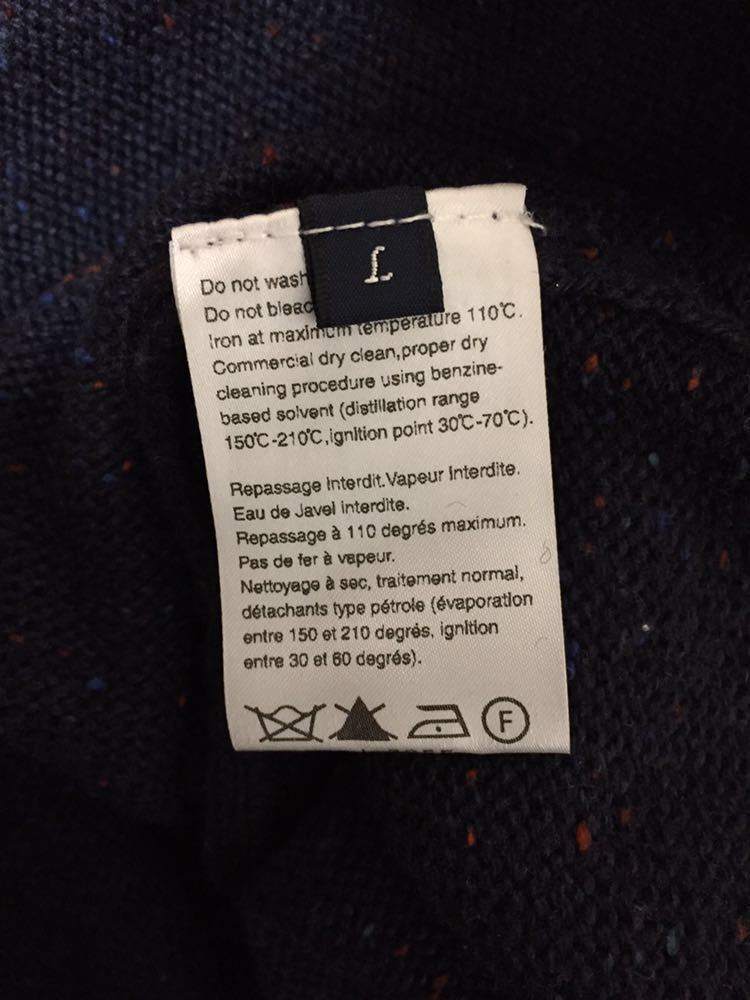 L
Do not wash
Do not bleac
Iron at maximum temperature 110℃.
Commercial dry clean,proper dry
cleaning procedure using benzine-
based solvent (distillation range
150℃-210℃,ignition point 30℃-70℃).
Repassage Interdit.Vapeur Interdite.
Eau de Javel interdite.
Repassage à 110 degrés maximum.
Pas de fer à vapeur.
Nettoyage à sec, traitement normal,
détachants type pétrole (évaporation
entre 150 et 210 degrés, ignition
entre 30 et 60 degrés).
F